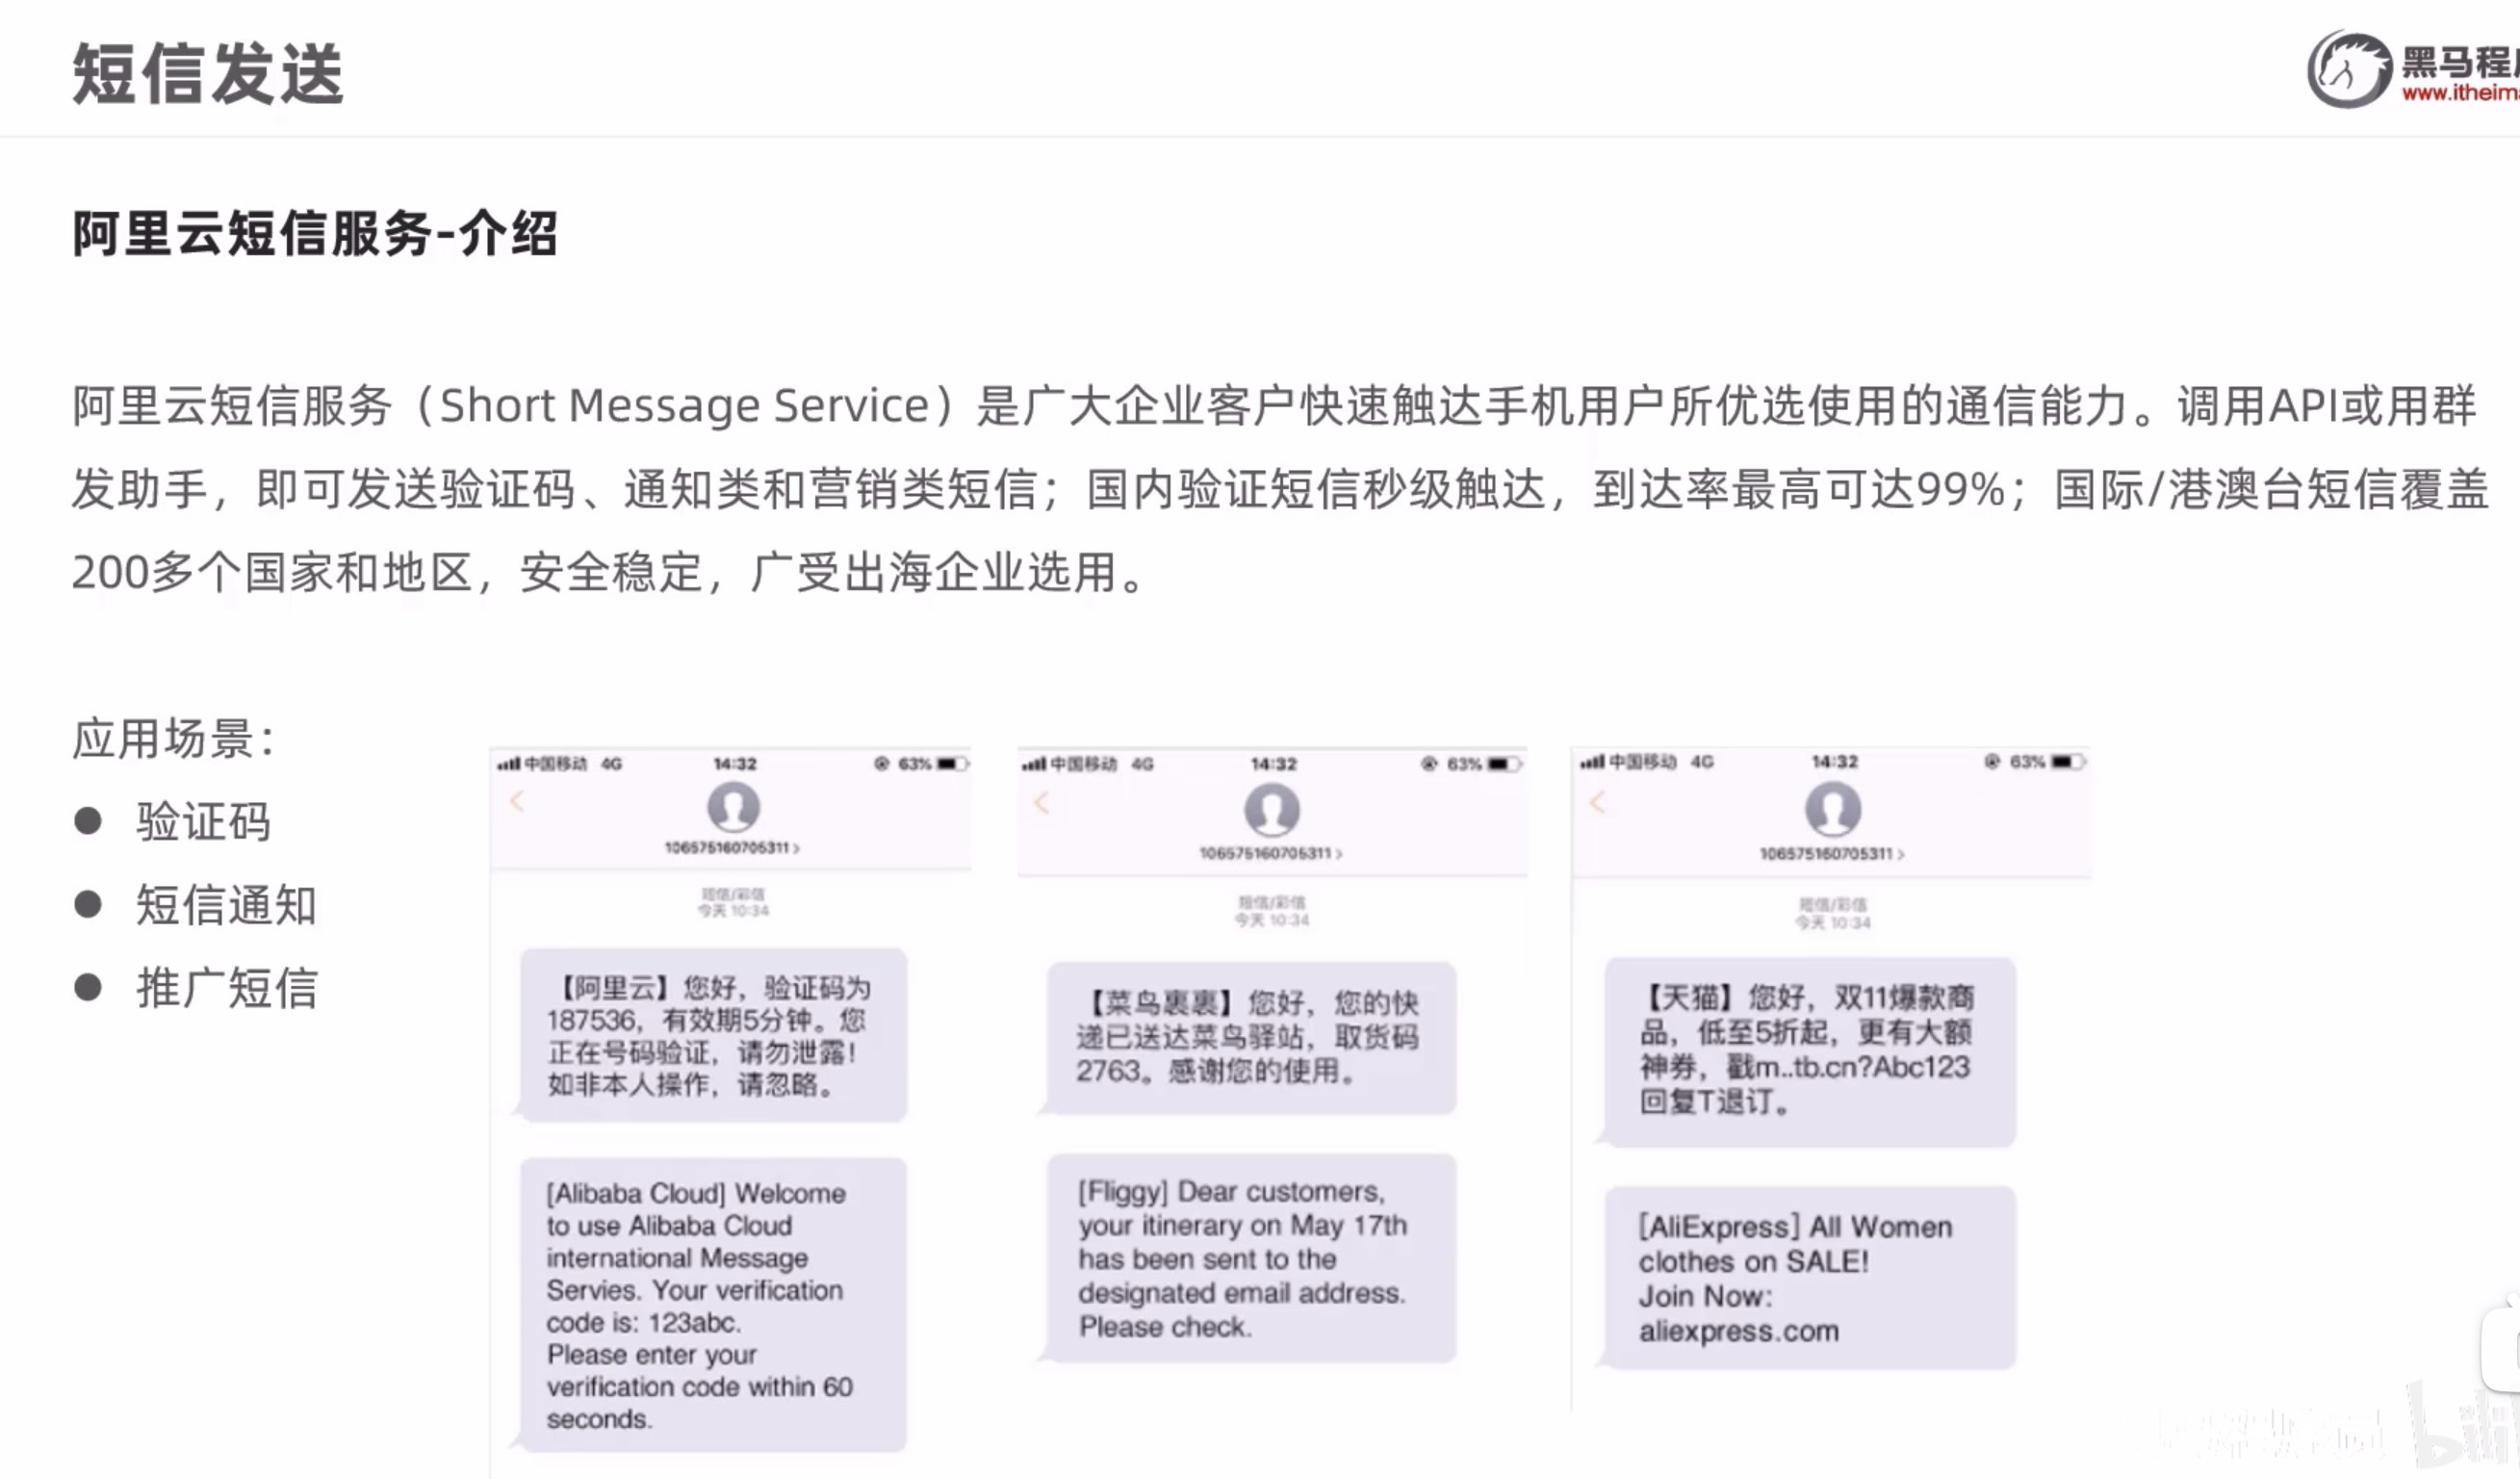 短信发送
黑马程
www.itheim
阿里云短信服务-介绍
阿里云短信服务（Short Message Service）是广大企业客户快速触达手机用户所优选使用的通信能力。调用API或用群
发助手，即可发送验证码、通知类和营销类短信；国内验证短信秒级触达，到达率最高可达99%；国际/港澳台短信覆盖
200多个国家和地区，安全稳定，广受出海企业选用。
应用场景：
● 验证码
● 短信通知
● 推广短信
中国移动 4G 14:32 63%
106575160705311 >
短信/彩信
今天 10:34
【阿里云】您好，验证码为
187536，有效期5分钟。您
正在号码验证，请勿泄露！
如非本人操作，请忽略。
[Alibaba Cloud] Welcome
to use Alibaba Cloud
international Message
Servies. Your verification
code is: 123abc.
Please enter your
verification code within 60
seconds.
中国移动 4G 14:32 63%
106575160705311 >
短信/彩信
今天 10:34
【菜鸟裹裹】您好，您的快
递已送达菜鸟驿站，取货码
2763。感谢您的使用。
[Fliggy] Dear customers,
your itinerary on May 17th
has been sent to the
designated email address.
Please check.
中国移动 4G 14:32 63%
106575160705311 >
短信/彩信
今天 10:34
【天猫】您好，双11爆款商
品，低至5折起，更有大额
神券，戳m..tb.cn?Abc123
回复T退订。
[AliExpress] All Women
clothes on SALE!
Join Now:
aliexpress.com